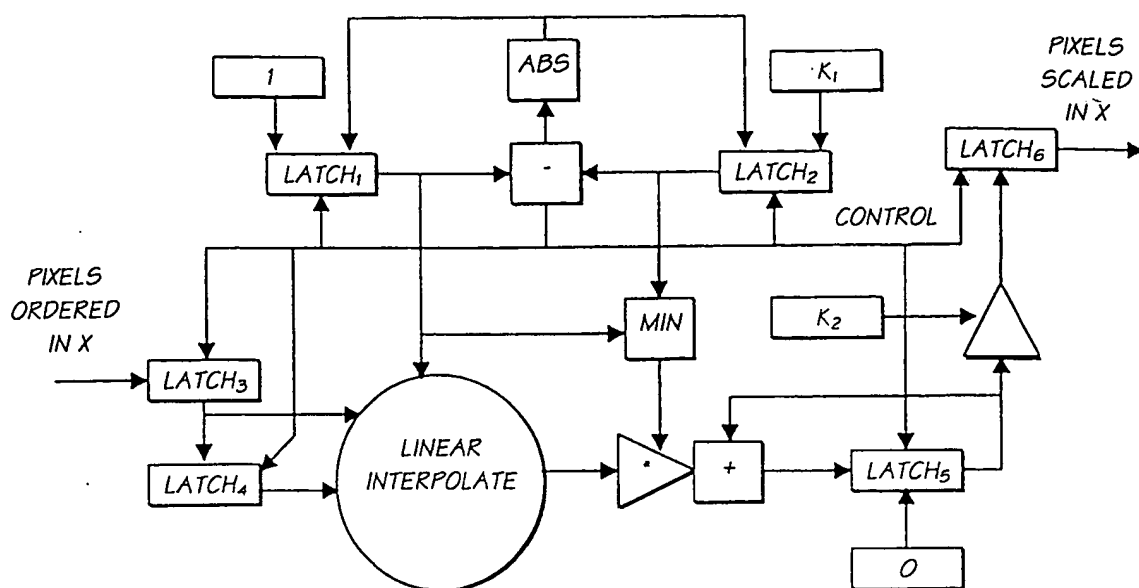 PIXELS
SCALED
IN X
ABS
1
K₁
LATCH₁
-
LATCH₂
LATCH₆
CONTROL
PIXELS
ORDERED
IN X
K₂
MIN
LATCH₃
LINEAR
INTERPOLATE
*
+
LATCH₅
LATCH₄
0